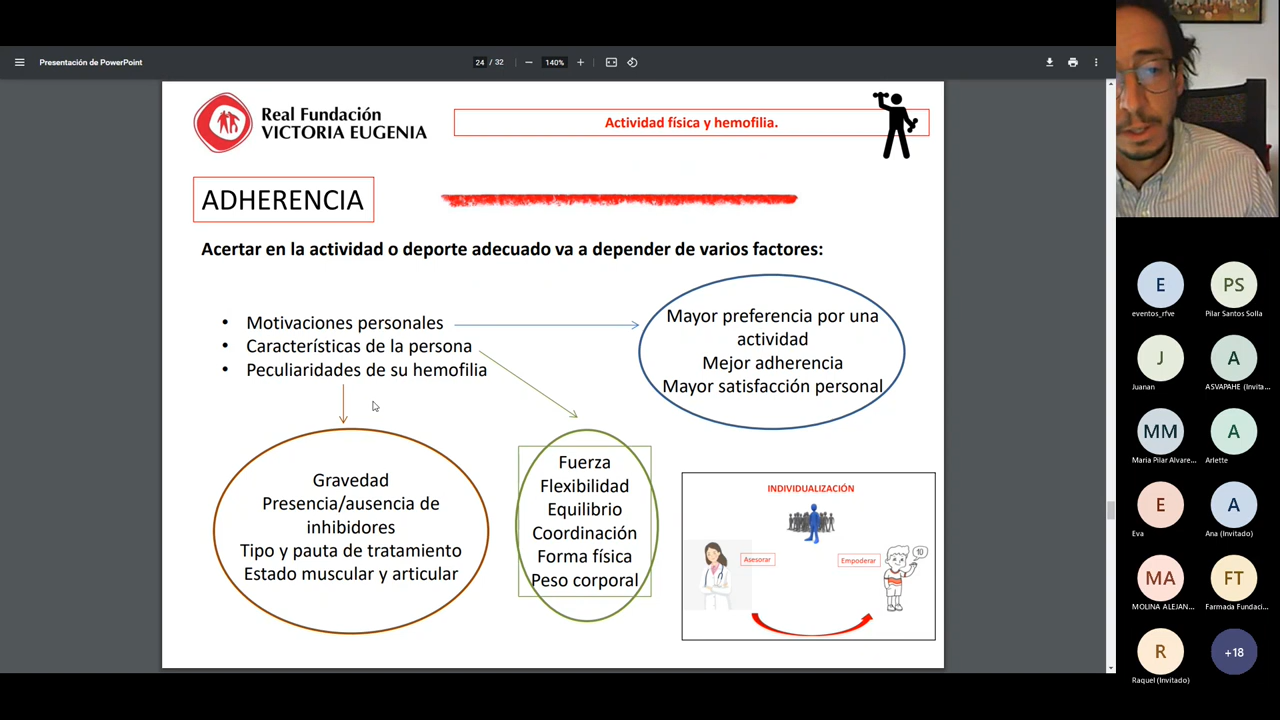 Presentación de PowerPoint
24 / 32
140%
Real Fundación
VICTORIA EUGENIA
Actividad física y hemofilia.
ADHERENCIA
Acertar en la actividad o deporte adecuado va a depender de varios factores:
• Motivaciones personales
• Características de la persona
• Peculiaridades de su hemofilia
Mayor preferencia por una
actividad
Mejor adherencia
Mayor satisfacción personal
Gravedad
Presencia/ausencia de
inhibidores
Tipo y pauta de tratamiento
Estado muscular y articular
Fuerza
Flexibilidad
Equilibrio
Coordinación
Forma física
Peso corporal
INDIVIDUALIZACIÓN
Asesorar
Empoderar
10
E
eventos_rfve
PS
Pilar Santos Solla
J
Juanan
A
ASVAPAHE (Invita...
MM
Maria Pilar Alvare...
A
Arlette
E
Eva
A
Ana (Invitado)
MA
MOLINA ALEJAN...
FT
Farmacia Fundaci...
R
Raquel (Invitado)
+18